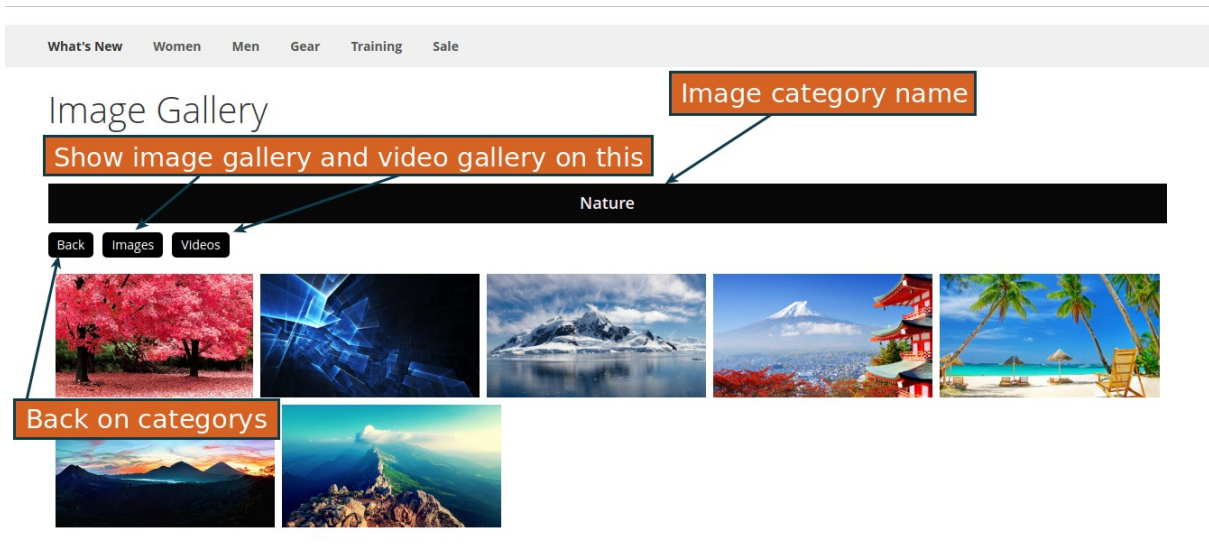 What's New Women Men Gear Training Sale
Image category name
Image Gallery
Show image gallery and video gallery on this
Nature
Back Images Videos
Back on categorys